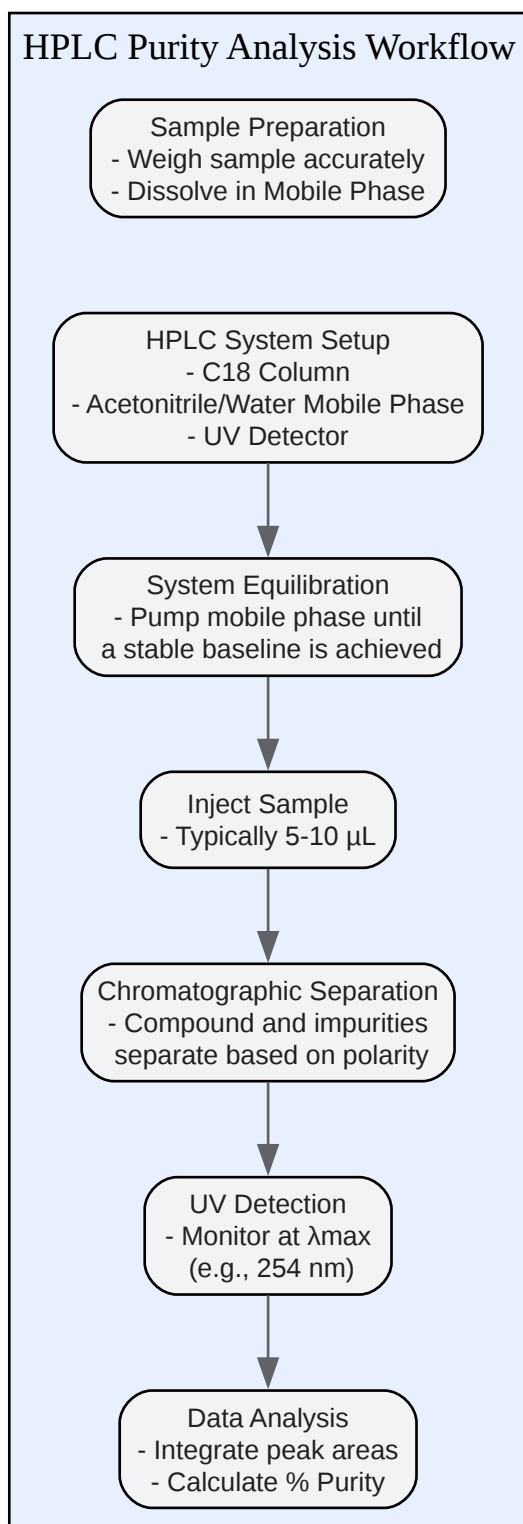 HPLC Purity Analysis Workflow
Sample Preparation
- Weigh sample accurately
- Dissolve in Mobile Phase
HPLC System Setup
- C18 Column
- Acetonitrile/Water Mobile Phase
- UV Detector
System Equilibration
- Pump mobile phase until
a stable baseline is achieved
Inject Sample
- Typically 5-10 µL
Chromatographic Separation
- Compound and impurities
separate based on polarity
UV Detection
- Monitor at λmax
(e.g., 254 nm)
Data Analysis
- Integrate peak areas
- Calculate % Purity